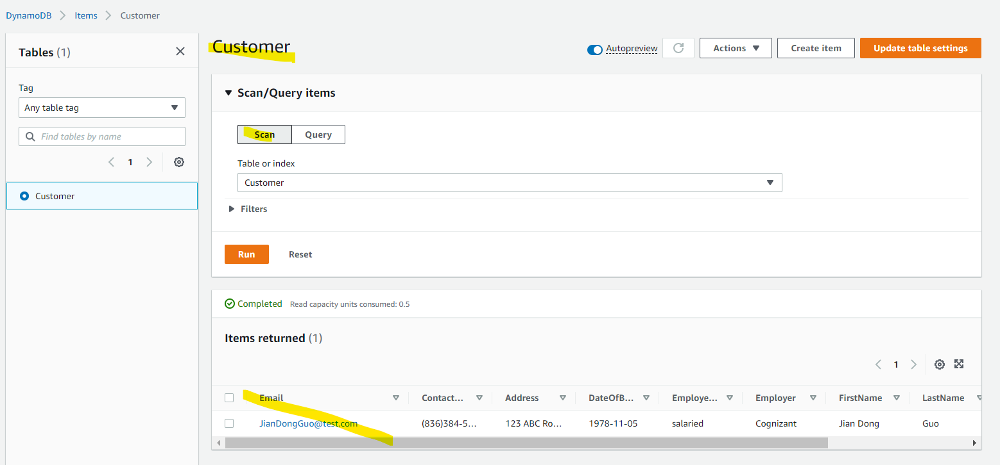 DynamoDB > Items > Customer
Tables (1)
Tag
Any table tag
Find tables by name
1
Customer
Customer
Autopreview Actions Create item Update table settings
Scan/Query items
Scan Query
Table or index
Customer
Filters
Run Reset
Completed Read capacity units consumed: 0.5
Items returned (1)
1
Email Contact... Address DateOfB... Employe... Employer FirstName LastName
JianDongGuo@test.com (836)384-5... 123 ABC Ro... 1978-11-05 salaried Cognizant Jian Dong Guo